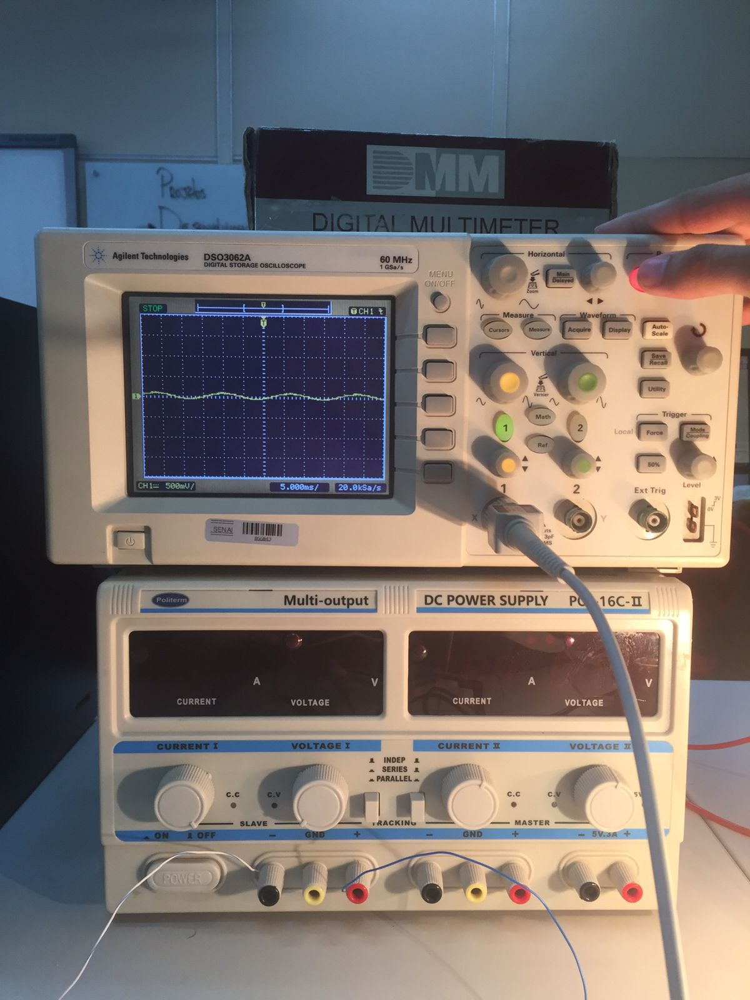 DMM
DIGITAL MULTIMETER
Agilent Technologies
DSO3062A
DIGITAL STORAGE OSCILLOSCOPE
60 MHz
1 GSa/s
MENU
ON/OFF
Horizontal
Main
Delayed
Zoom
STOP
T CH1
T
1
CH1 500mV/
5.000ms/
20.0kSa/s
Measure
Waveform
Cursors
Measure
Acquire
Display
Auto-
Scale
Save
Recall
Utility
Vertical
Vernier
1
Math
2
Ref
Trigger
Local
Force
Mode
Coupling
50%
Level
1
2
Ext Trig
X
Y
3V
0V
SENAI
Politerm
Multi-output
DC POWER SUPPLY
16C-II
A
V
CURRENT
VOLTAGE
A
V
CURRENT
VOLTAGE
CURRENT I
VOLTAGE I
CURRENT II
VOLTAGE II
INDEP
SERIES
PARALLEL
C.C
C.V
C.C
C.V
SLAVE
TRACKING
MASTER
ON
OFF
- GND +
- GND +
- 5V.3A +
POWER